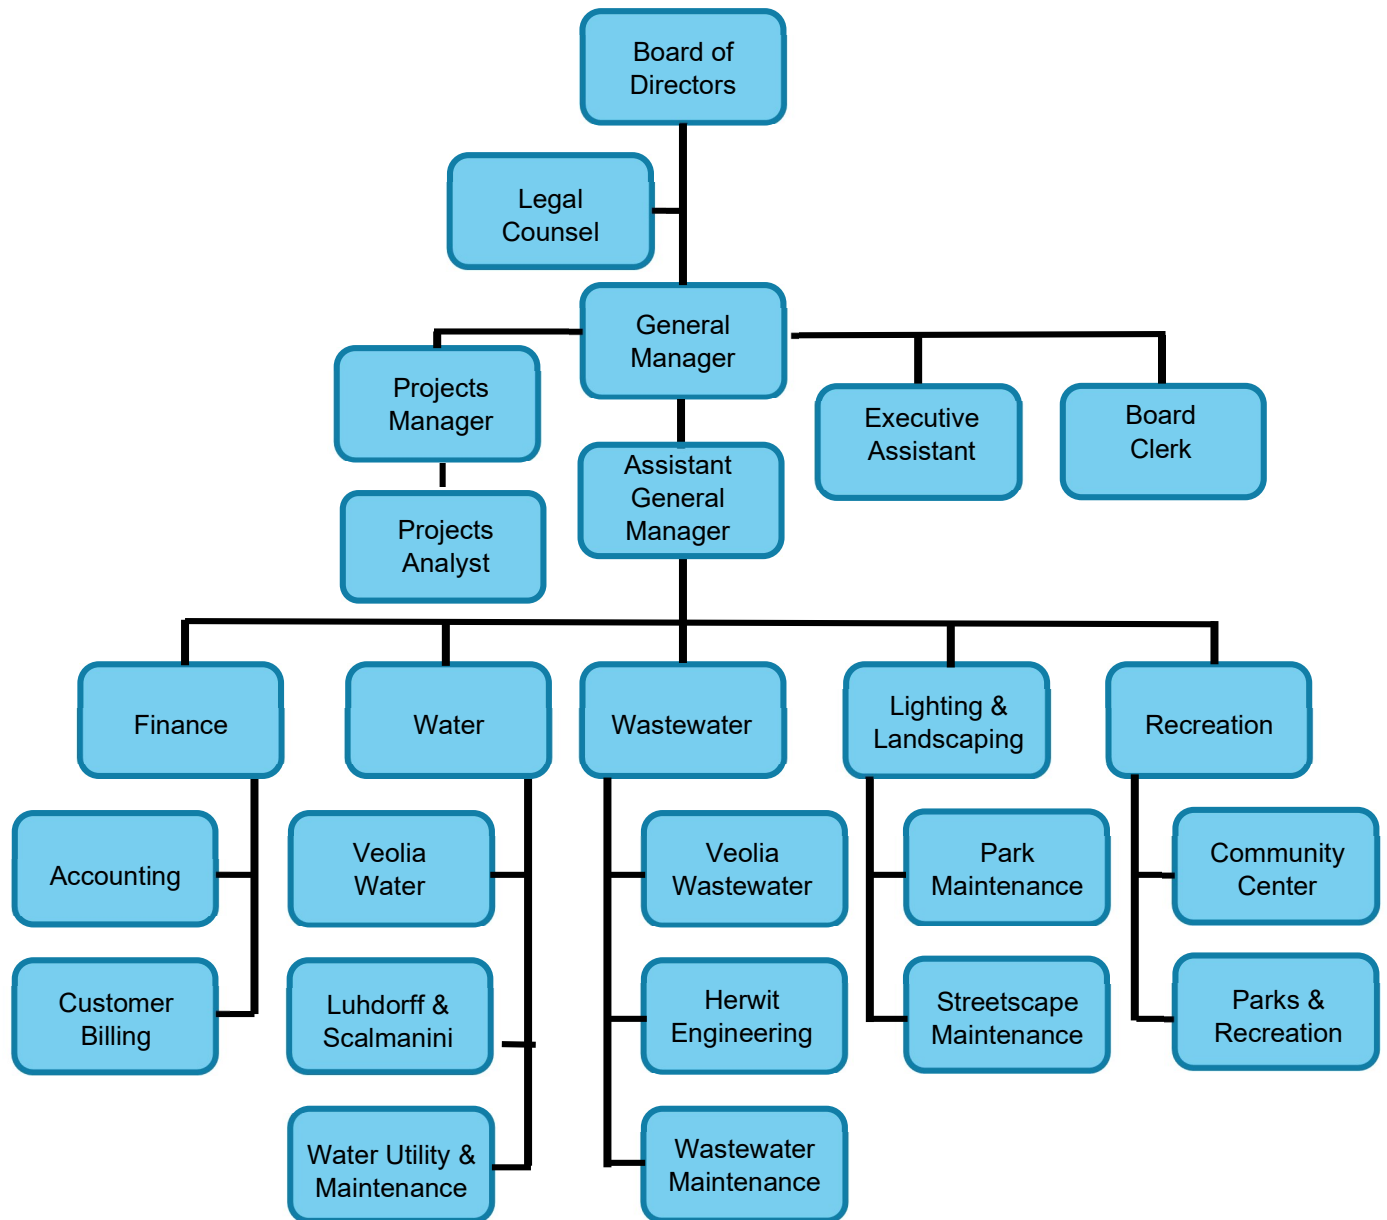 Board of
Directors
Legal
Counsel
General
Manager
Projects
Manager
Executive
Assistant
Board
Clerk
Assistant
General
Manager
Projects
Analyst
Finance
Water
Wastewater
Lighting &
Landscaping
Recreation
Accounting
Veolia
Water
Veolia
Wastewater
Park
Maintenance
Community
Center
Customer
Billing
Luhdorff &
Scalmanini
Herwit
Engineering
Streetscape
Maintenance
Parks &
Recreation
Water Utility &
Maintenance
Wastewater
Maintenance